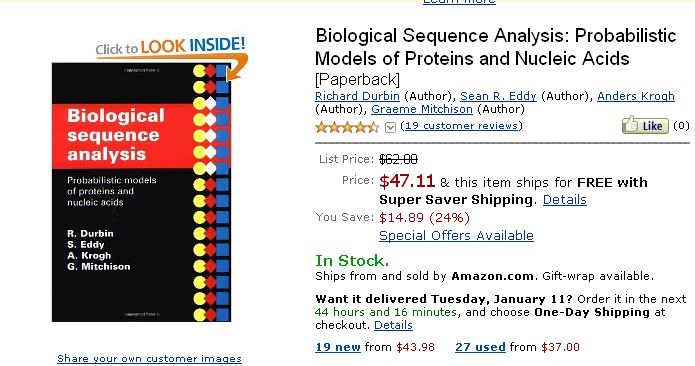 Learn more
Click to LOOK INSIDE!
Biological
sequence
analysis
Probabilistic models
of proteins and
nucleic acids
R. Durbin
S. Eddy
A. Krogh
G. Mitchison
Share your own customer images
Biological Sequence Analysis: Probabilistic
Models of Proteins and Nucleic Acids
[Paperback]
Richard Durbin (Author), Sean R. Eddy (Author), Anders Krogh
(Author), Graeme Mitchison (Author)
(19 customer reviews)
Like (0)
List Price: $62.00
Price: $47.11 & this item ships for FREE with
Super Saver Shipping. Details
You Save: $14.89 (24%)
Special Offers Available
In Stock.
Ships from and sold by Amazon.com. Gift-wrap available.
Want it delivered Tuesday, January 11? Order it in the next
44 hours and 16 minutes, and choose One-Day Shipping at
checkout. Details
19 new from $43.98 27 used from $37.00